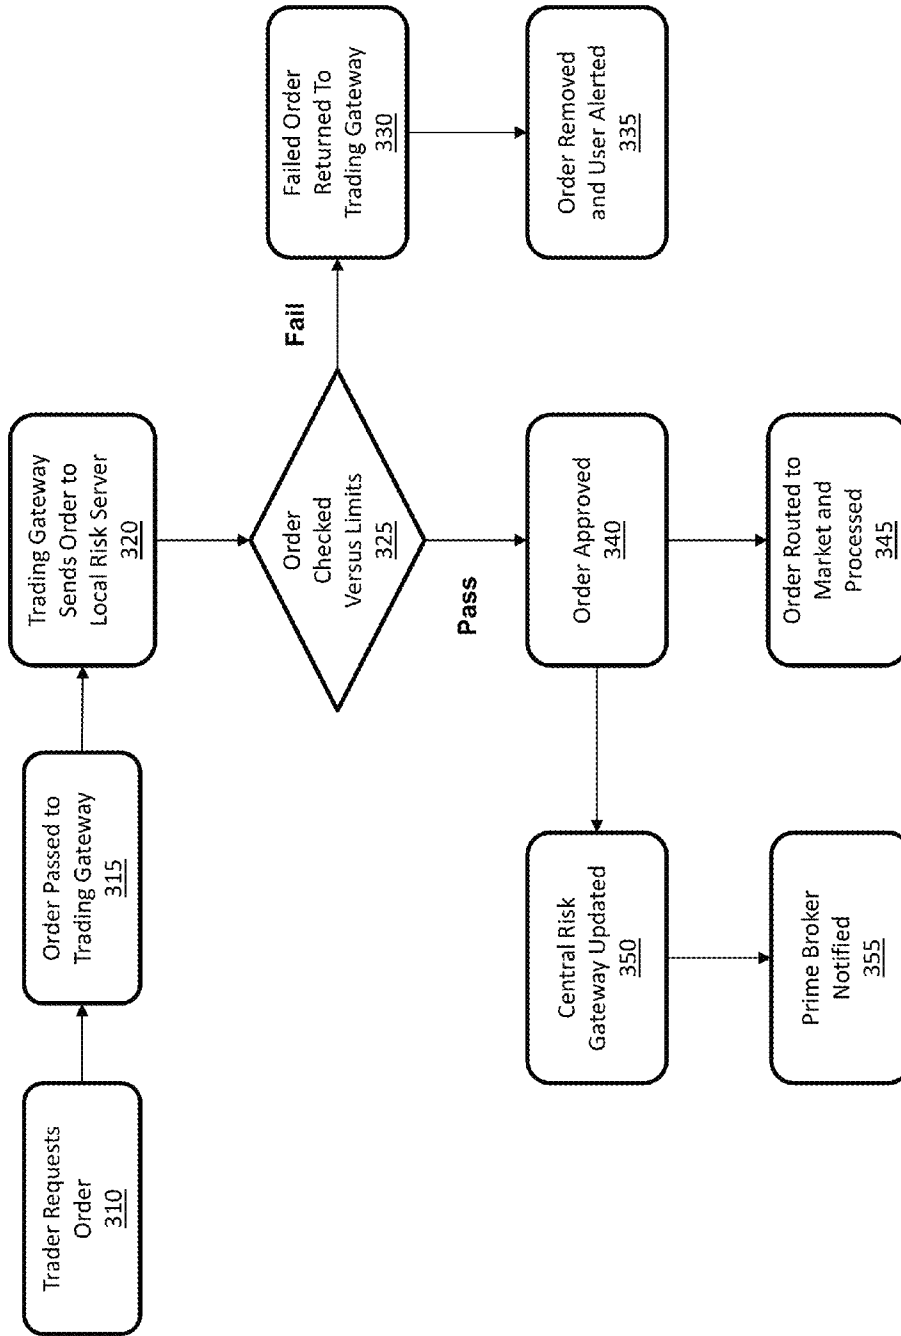 Trader Requests
Order
310
Order Passed to
Trading Gateway
315
Trading Gateway
Sends Order to
Local Risk Server
320
Order
Checked
Versus Limits
325
Fail
Failed Order
Returned To
Trading Gateway
330
Order Removed
and User Alerted
335
Pass
Order Approved
340
Order Routed to
Market and
Processed
345
Central Risk
Gateway Updated
350
Prime Broker
Notified
355